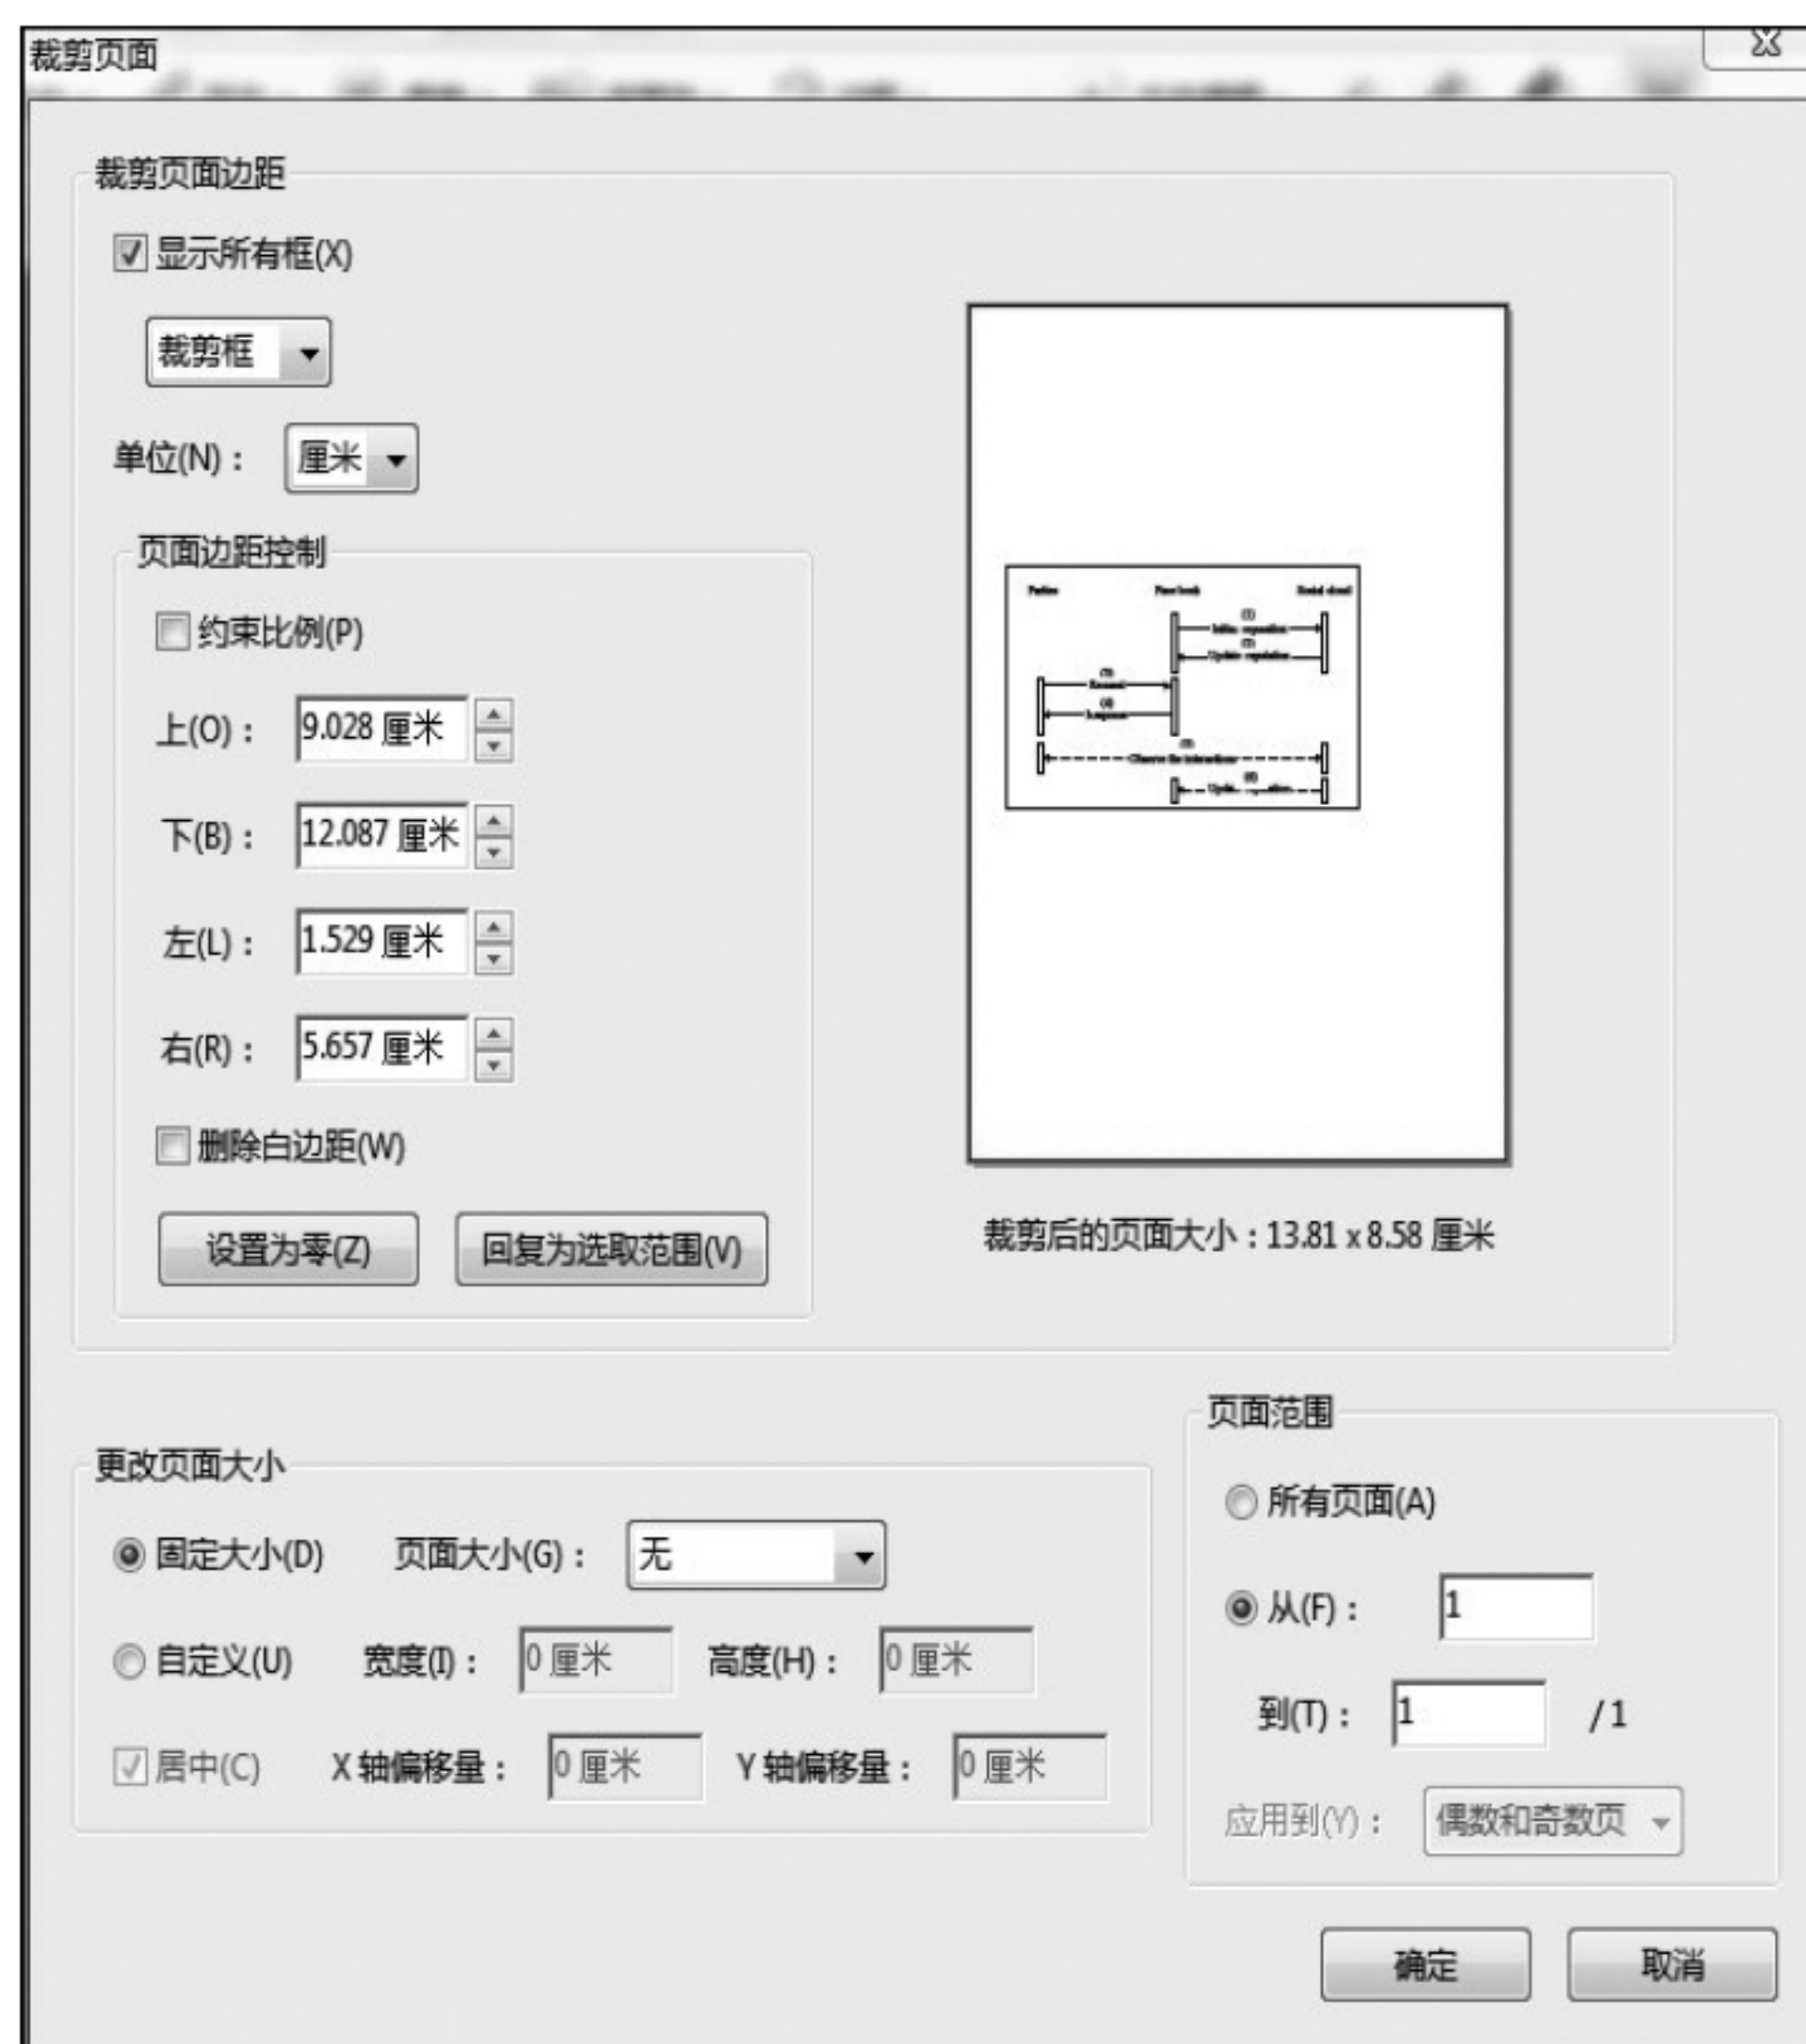 裁剪页面
X
裁剪页面边距
显示所有框(X)
裁剪框
单位(N)： 厘米
页面边距控制
约束比例(P)
上(O)： 9.028 厘米
下(B)： 12.087 厘米
左(L)： 1.529 厘米
右(R)： 5.657 厘米
删除白边距(W)
设置为零(Z) 回复为选取范围(V)
(1)
Update
裁剪后的页面大小：13.81 x 8.58 厘米
更改页面大小
固定大小(D) 页面大小(G)： 无
自定义(U) 宽度(I)： 0 厘米 高度(H)： 0 厘米
居中(C) X 轴偏移量： 0 厘米 Y 轴偏移量： 0 厘米
页面范围
所有页面(A)
从(F)： 1
到(T)： 1 / 1
应用到(Y)： 偶数和奇数页
确定 取消